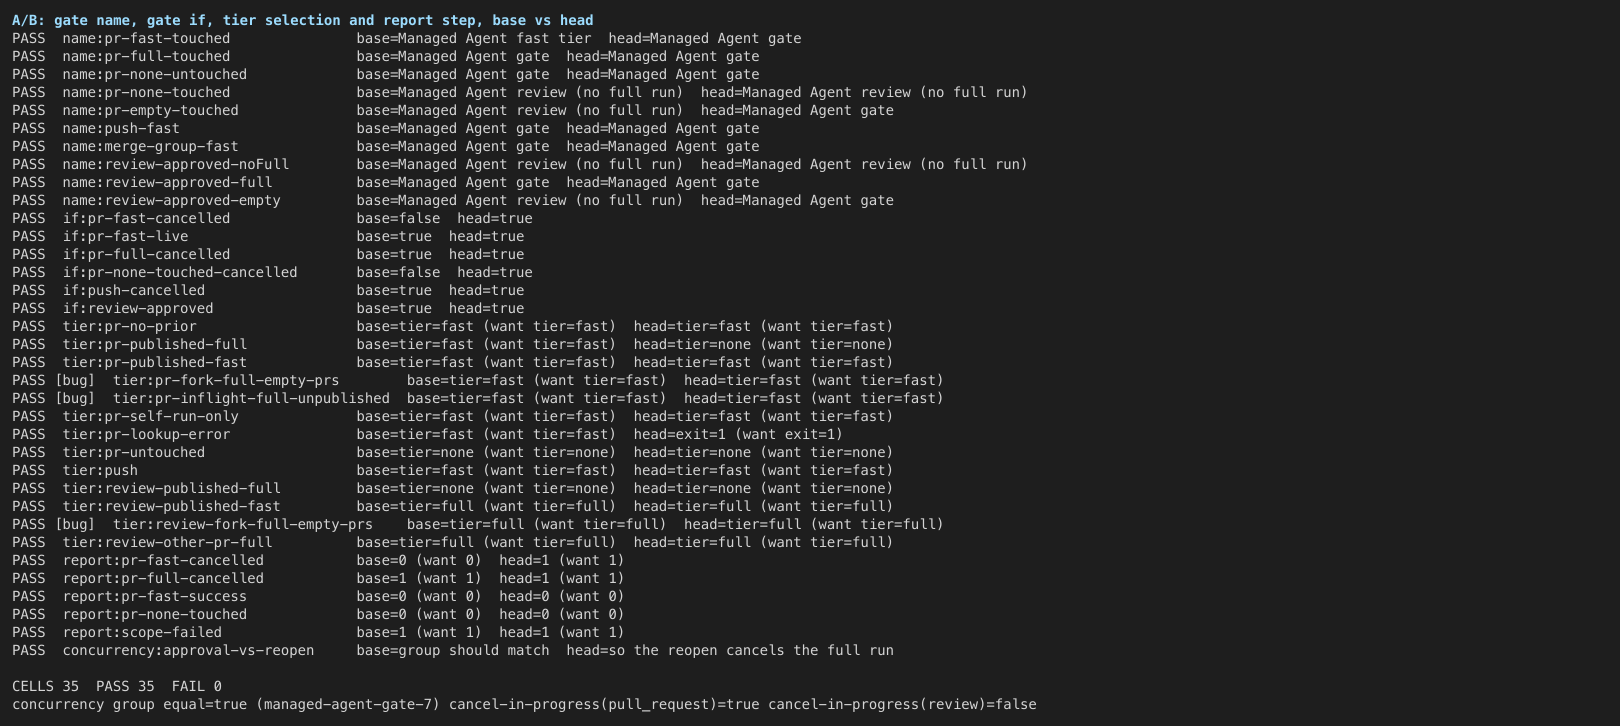 A/B: gate name, gate if, tier selection and report step, base vs head
PASS  name:pr-fast-touched               base=Managed Agent fast tier  head=Managed Agent gate
PASS  name:pr-full-touched               base=Managed Agent gate  head=Managed Agent gate
PASS  name:pr-none-untouched             base=Managed Agent gate  head=Managed Agent gate
PASS  name:pr-none-touched               base=Managed Agent review (no full run)  head=Managed Agent review (no full run)
PASS  name:pr-empty-touched              base=Managed Agent review (no full run)  head=Managed Agent gate
PASS  name:push-fast                     base=Managed Agent gate  head=Managed Agent gate
PASS  name:merge-group-fast              base=Managed Agent gate  head=Managed Agent gate
PASS  name:review-approved-noFull        base=Managed Agent review (no full run)  head=Managed Agent review (no full run)
PASS  name:review-approved-full          base=Managed Agent gate  head=Managed Agent gate
PASS  name:review-approved-empty         base=Managed Agent review (no full run)  head=Managed Agent gate
PASS  if:pr-fast-cancelled               base=false  head=true
PASS  if:pr-fast-live                    base=true  head=true
PASS  if:pr-full-cancelled               base=true  head=true
PASS  if:pr-none-touched-cancelled       base=false  head=true
PASS  if:push-cancelled                  base=true  head=true
PASS  if:review-approved                 base=true  head=true
PASS  tier:pr-no-prior                   base=tier=fast (want tier=fast)  head=tier=fast (want tier=fast)
PASS  tier:pr-published-full             base=tier=fast (want tier=fast)  head=tier=none (want tier=none)
PASS  tier:pr-published-fast             base=tier=fast (want tier=fast)  head=tier=fast (want tier=fast)
PASS [bug]  tier:pr-fork-full-empty-prs        base=tier=fast (want tier=fast)  head=tier=fast (want tier=fast)
PASS [bug]  tier:pr-inflight-full-unpublished  base=tier=fast (want tier=fast)  head=tier=fast (want tier=fast)
PASS  tier:pr-self-run-only              base=tier=fast (want tier=fast)  head=tier=fast (want tier=fast)
PASS  tier:pr-lookup-error               base=tier=fast (want tier=fast)  head=exit=1 (want exit=1)
PASS  tier:pr-untouched                  base=tier=none (want tier=none)  head=tier=none (want tier=none)
PASS  tier:push                          base=tier=fast (want tier=fast)  head=tier=fast (want tier=fast)
PASS  tier:review-published-full         base=tier=none (want tier=none)  head=tier=none (want tier=none)
PASS  tier:review-published-fast         base=tier=full (want tier=full)  head=tier=full (want tier=full)
PASS [bug]  tier:review-fork-full-empty-prs    base=tier=full (want tier=full)  head=tier=full (want tier=full)
PASS  tier:review-other-pr-full          base=tier=full (want tier=full)  head=tier=full (want tier=full)
PASS  report:pr-fast-cancelled           base=0 (want 0)  head=1 (want 1)
PASS  report:pr-full-cancelled           base=1 (want 1)  head=1 (want 1)
PASS  report:pr-fast-success             base=0 (want 0)  head=0 (want 0)
PASS  report:pr-none-touched             base=0 (want 0)  head=0 (want 0)
PASS  report:scope-failed                base=1 (want 1)  head=1 (want 1)
PASS  concurrency:approval-vs-reopen     base=group should match  head=so the reopen cancels the full run

CELLS 35  PASS 35  FAIL 0
concurrency group equal=true (managed-agent-gate-7) cancel-in-progress(pull_request)=true cancel-in-progress(review)=false